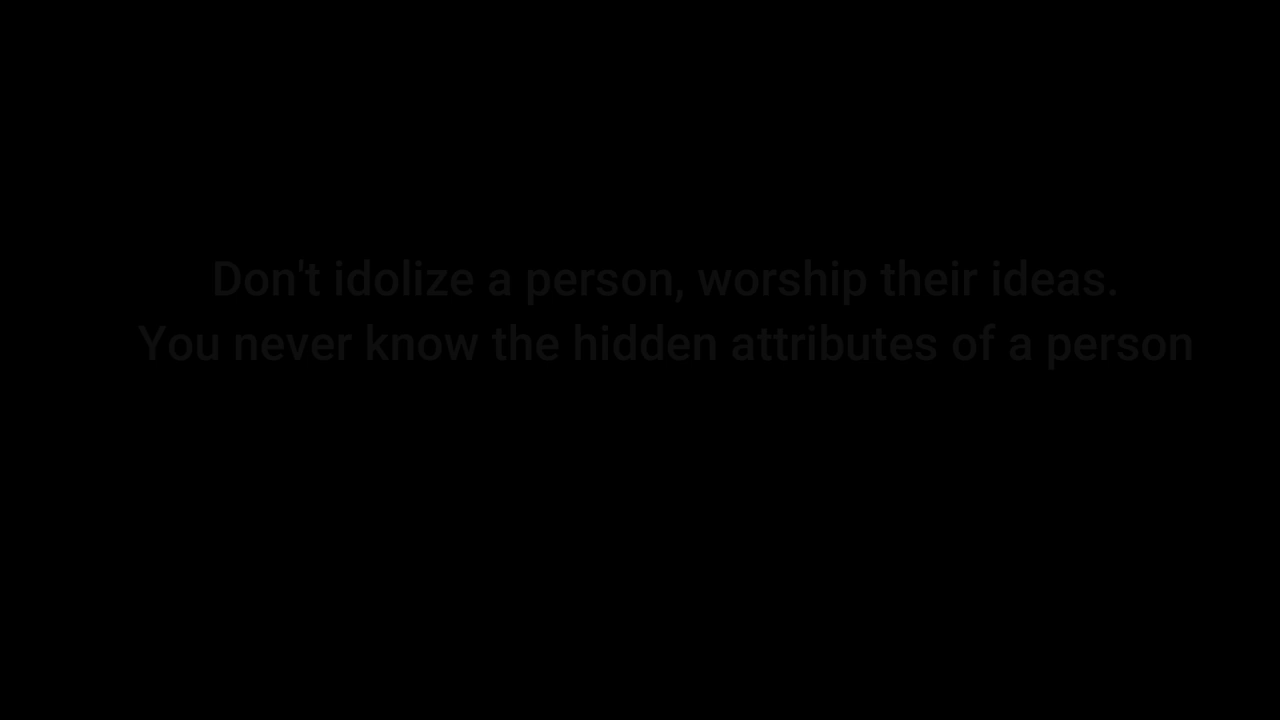 Don't idolize a person, worship their ideas.
You never know the hidden attributes of a person